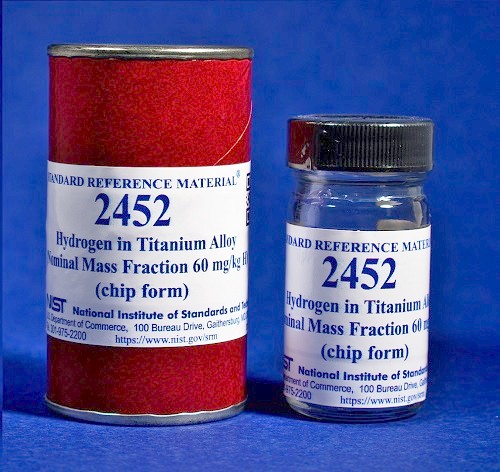 STANDARD REFERENCE MATERIAL®
2452
Hydrogen in Titanium Alloy
Nominal Mass Fraction 60 mg/kg H
(chip form)
NIST National Institute of Standards and
Department of Commerce, 100 Bureau Drive, Gaithersburg,
301-975-2200
https://www.nist.gov/srm
STANDARD REFERENCE MATERIAL
2452
Hydrogen in Titanium
Nominal Mass Fraction 60
(chip form)
NIST National Institute of Standards
Department of Commerce, 100 Bureau Drive,
975-2200
https://www.nist.gov/srm